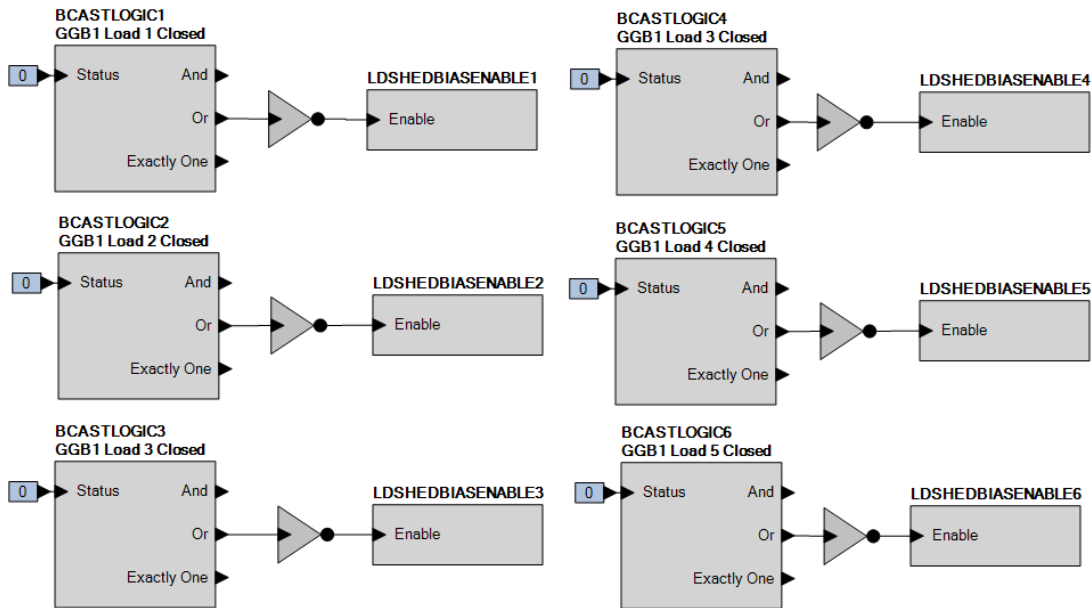 BCASTLOGIC1
GGB1 Load 1 Closed
0
Status
And
Or
Exactly One
LDSHEDBIASENABLE1
Enable
BCASTLOGIC2
GGB1 Load 2 Closed
0
Status
And
Or
Exactly One
LDSHEDBIASENABLE2
Enable
BCASTLOGIC3
GGB1 Load 3 Closed
0
Status
And
Or
Exactly One
LDSHEDBIASENABLE3
Enable
BCASTLOGIC4
GGB1 Load 3 Closed
0
Status
And
Or
Exactly One
LDSHEDBIASENABLE4
Enable
BCASTLOGIC5
GGB1 Load 4 Closed
0
Status
And
Or
Exactly One
LDSHEDBIASENABLE5
Enable
BCASTLOGIC6
GGB1 Load 5 Closed
0
Status
And
Or
Exactly One
LDSHEDBIASENABLE6
Enable